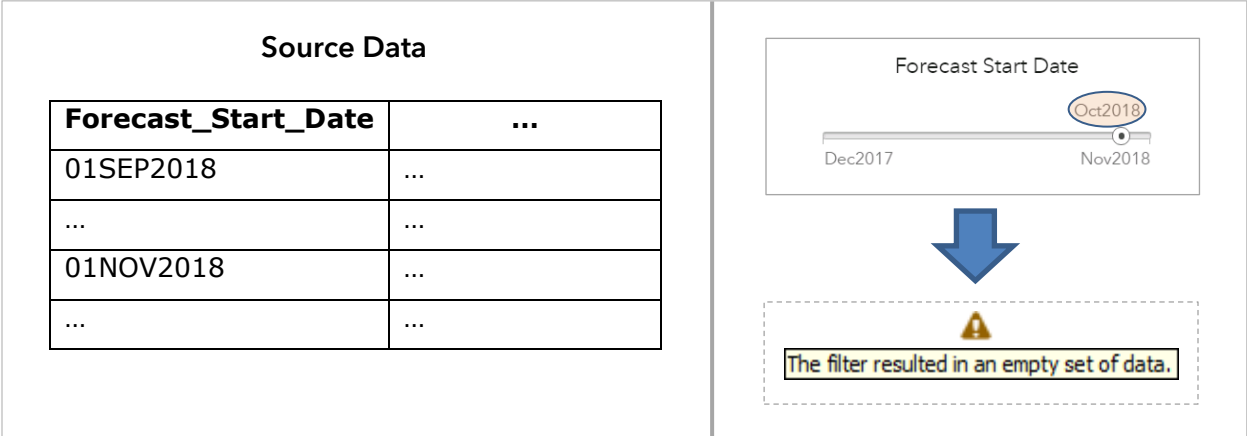 Source Data
Forecast_Start_Date ...
01SEP2018 ...
... ...
01NOV2018 ...
... ...
Forecast Start Date
Oct2018
Dec2017 Nov2018
The filter resulted in an empty set of data.